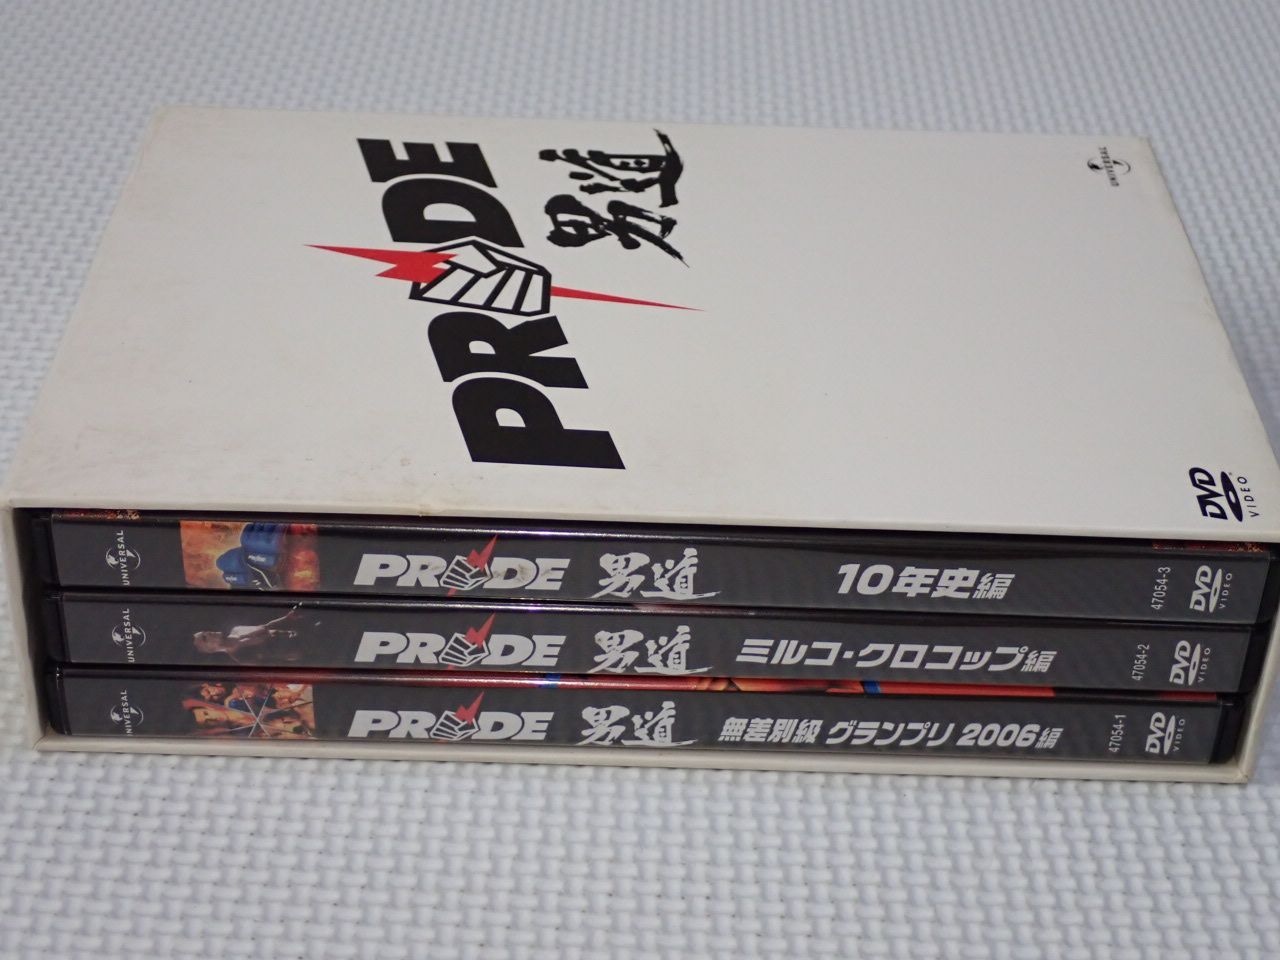 PRIDE
男道
UNIVERSAL
DVD
VIDEO
UNIVERSAL PRIDE 男道 10年史編 47054-3 DVD VIDEO
UNIVERSAL PRIDE 男道 ミルコ・クロコップ編 47054-2 DVD VIDEO
UNIVERSAL PRIDE 男道 無差別級 グランプリ 2006編 47054-1 DVD VIDEO